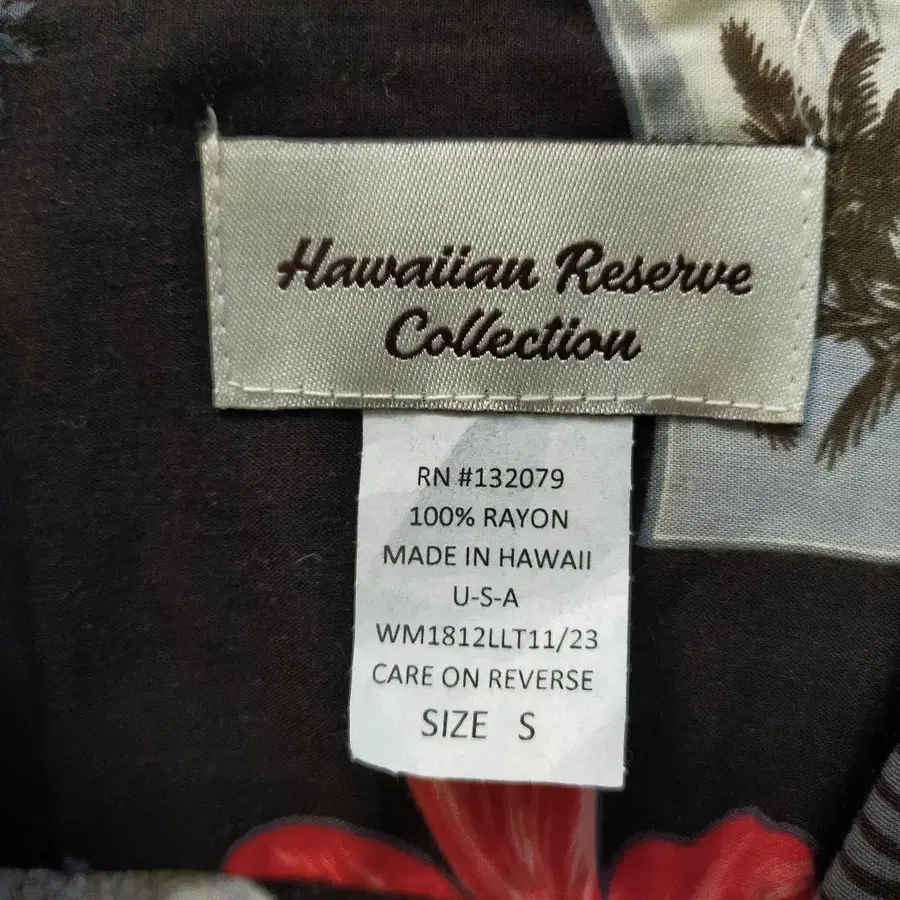 Hawaiian Reserve
Collection
RN #132079
100% RAYON
MADE IN HAWAII
U-S-A
WM1812LLT11/23
CARE ON REVERSE
SIZE S